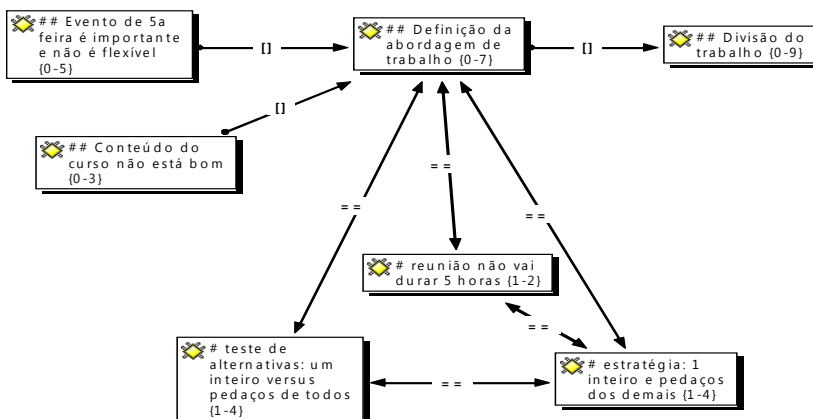 ## Evento de 5a
feira é importante
e não é flexível
{0-5}
[]
## Definição da
abordagem de
trabalho {0-7}
[]
## Divisão do
trabalho {0-9}
[]
## Conteúdo do
curso não está bom
{0-3}
==
==
==
# reunião não vai
durar 5 horas {1-2}
==
# teste de
alternativas: um
inteiro versus
pedaços de todos
{1-4}
==
# estratégia: 1
inteiro e pedaços
dos demais {1-4}